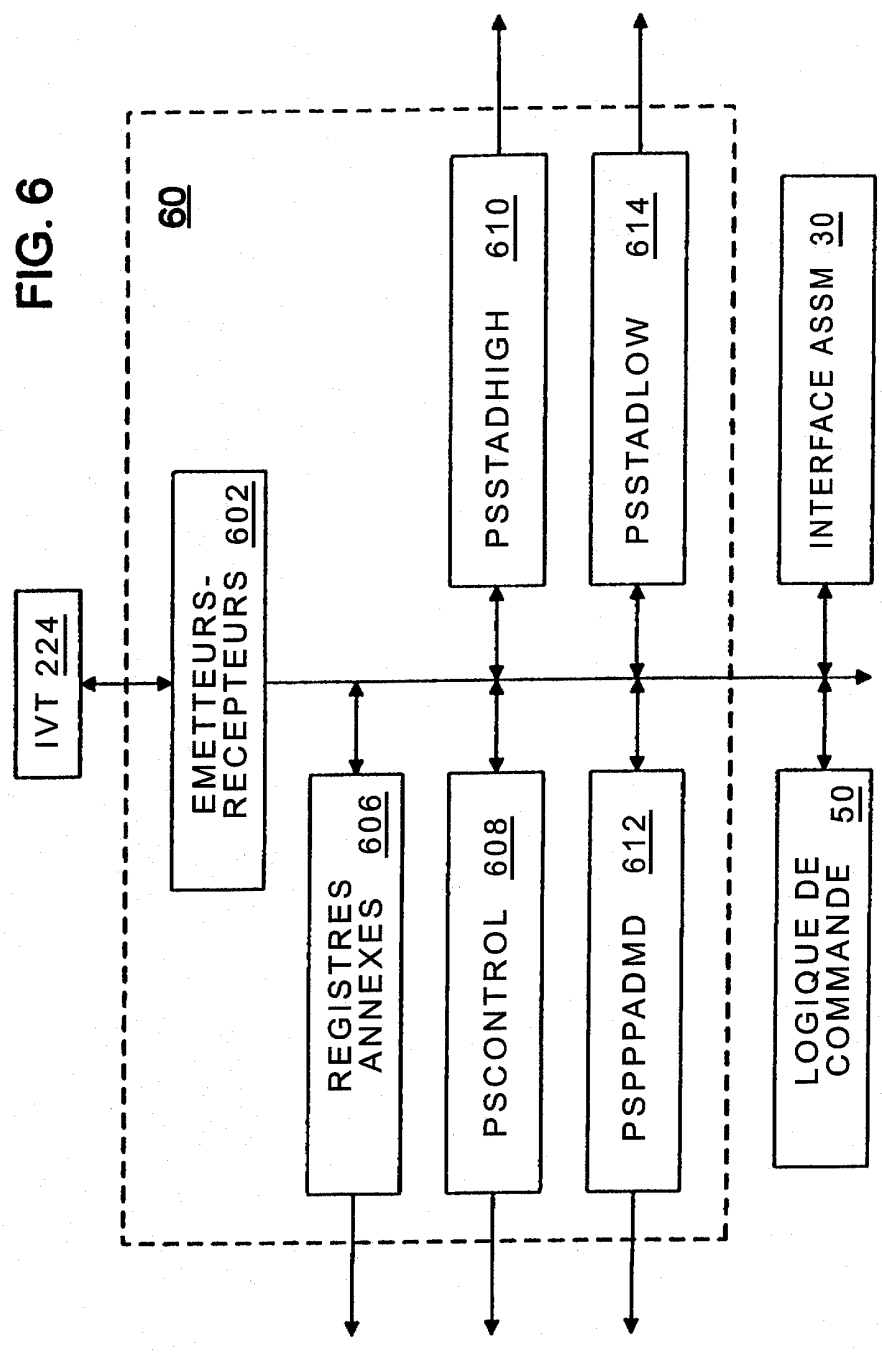 FIG. 6
60
IVT 224
EMETTEURS-
RECEPTEURS 602
REGISTRES
ANNEXES 606
PSCONTROL 608
PSSTADHIGH 610
PSPPPADMD 612
PSSTADLOW 614
LOGIQUE DE
COMMANDE 50
INTERFACE ASSM 30